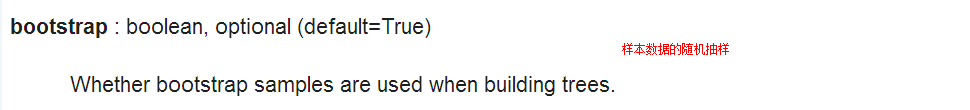 bootstrap : boolean, optional (default=True)
样本数据的随机抽样
Whether bootstrap samples are used when building trees.